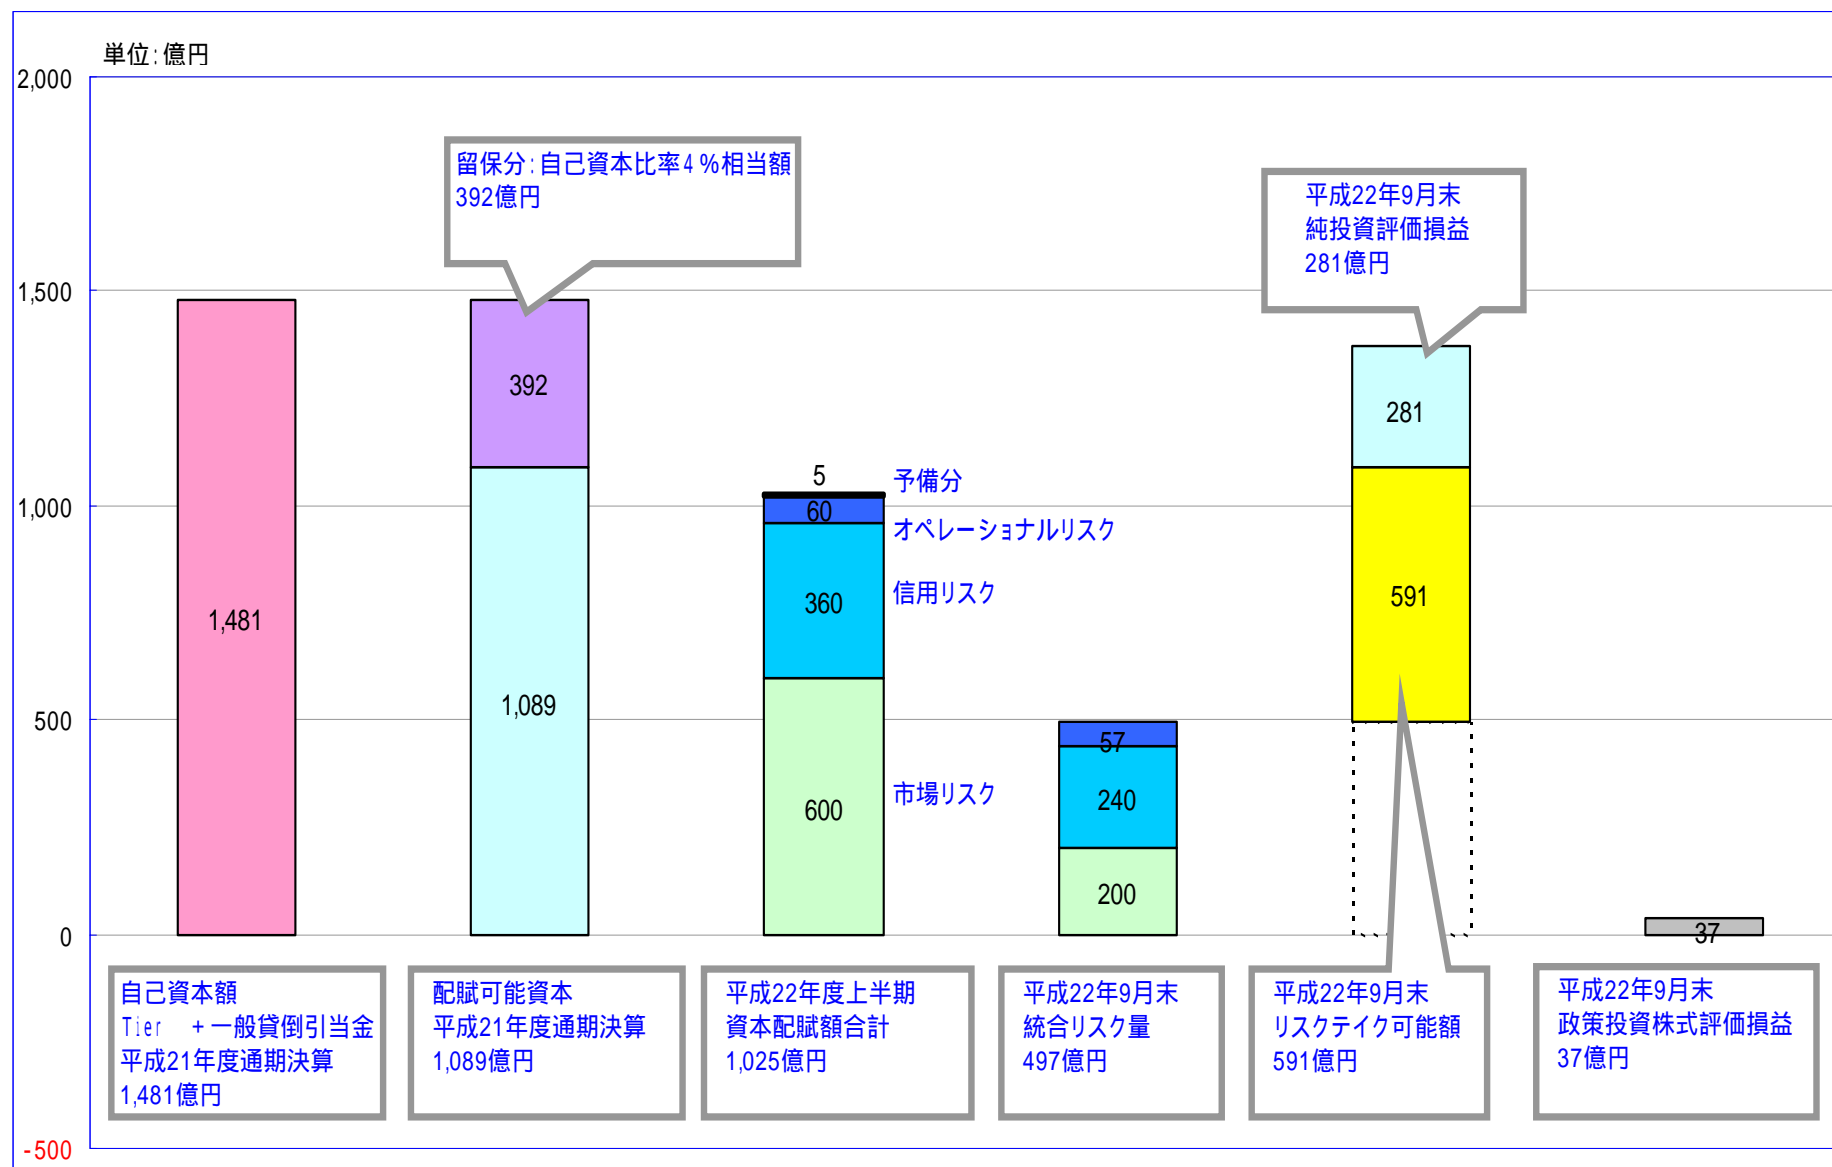 単位:億円
2,000
1,500
1,000
500
0
-500
留保分:自己資本比率4%相当額
392億円
平成22年9月末
純投資評価損益
281億円
1,481
392
1,089
5
60
360
600
予備分
オペレーショナルリスク
信用リスク
市場リスク
57
240
200
281
591
37
自己資本額
Tier +一般貸倒引当金
平成21年度通期決算
1,481億円
配賦可能資本
平成21年度通期決算
1,089億円
平成22年度上半期
資本配賦額合計
1,025億円
平成22年9月末
統合リスク量
497億円
平成22年9月末
リスクテイク可能額
591億円
平成22年9月末
政策投資株式評価損益
37億円